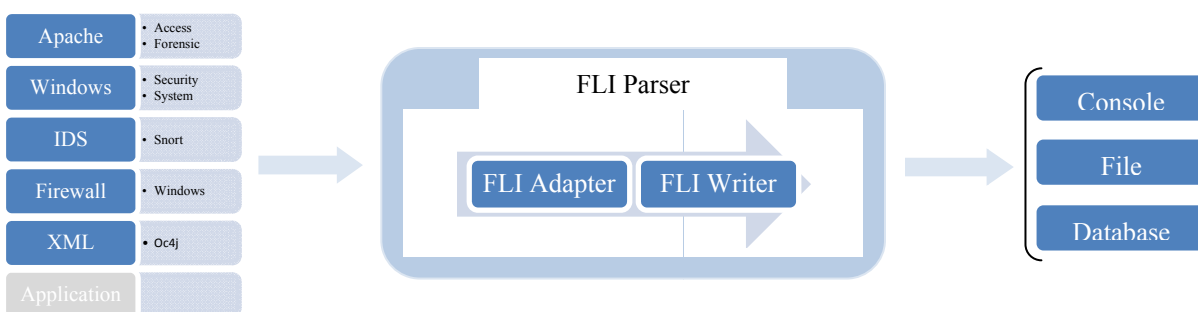 Apache
• Access
• Forensic
Windows
• Security
• System
IDS
• Snort
Firewall
• Windows
XML
• Oc4j
Application
FLI Parser
FLI Adapter
FLI Writer
Console
File
Database